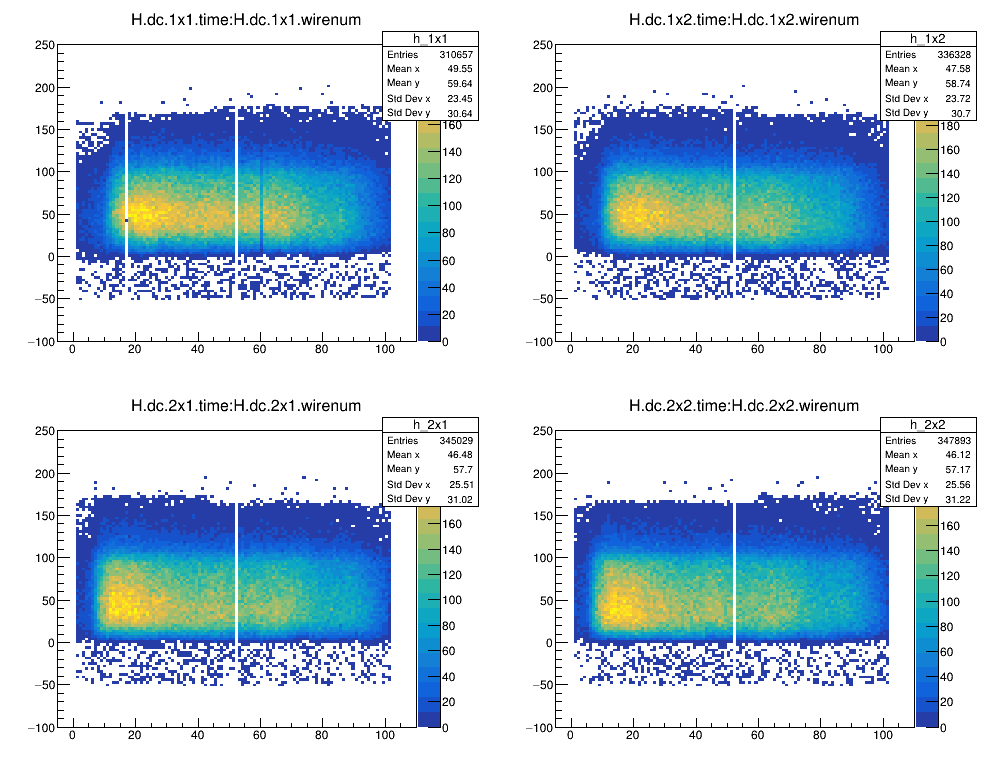 H.dc.1x1.time:H.dc.1x1.wirenum
h_1x1
Entries 310657
Mean x 49.55
Mean y 59.64
Std Dev x 23.45
Std Dev y 30.64
250
200
150
100
50
0
−50
−100
0 20 40 60 80 100
160
140
120
100
80
60
40
20
0
H.dc.1x2.time:H.dc.1x2.wirenum
h_1x2
Entries 336328
Mean x 47.58
Mean y 58.74
Std Dev x 23.72
Std Dev y 30.7
250
200
150
100
50
0
−50
−100
0 20 40 60 80 100
180
160
140
120
100
80
60
40
20
0
H.dc.2x1.time:H.dc.2x1.wirenum
h_2x1
Entries 345029
Mean x 46.48
Mean y 57.7
Std Dev x 25.51
Std Dev y 31.02
250
200
150
100
50
0
−50
−100
0 20 40 60 80 100
160
140
120
100
80
60
40
20
0
H.dc.2x2.time:H.dc.2x2.wirenum
h_2x2
Entries 347893
Mean x 46.12
Mean y 57.17
Std Dev x 25.56
Std Dev y 31.22
250
200
150
100
50
0
−50
−100
0 20 40 60 80 100
160
140
120
100
80
60
40
20
0